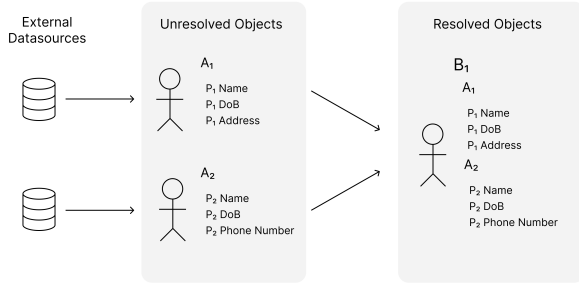 External
Datasources
Unresolved Objects
A₁
P₁ Name
P₁ DoB
P₁ Address
A₂
P₂ Name
P₂ DoB
P₂ Phone Number
Resolved Objects
B₁
A₁
P₁ Name
P₁ DoB
P₁ Address
A₂
P₂ Name
P₂ DoB
P₂ Phone Number